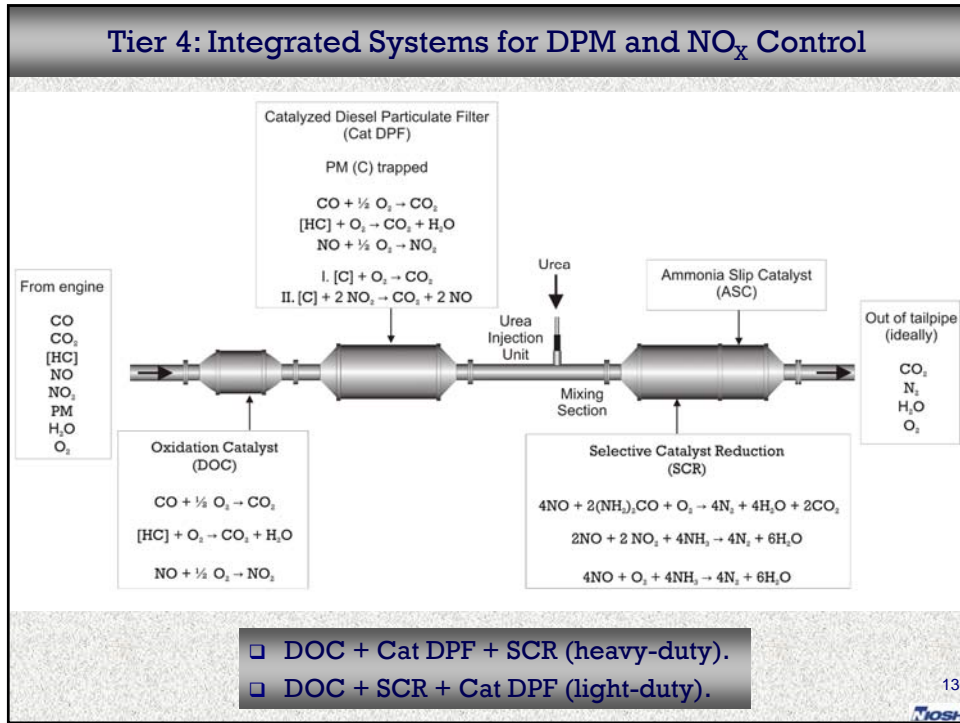 Tier 4: Integrated Systems for DPM and NOX Control
Catalyzed Diesel Particulate Filter
(Cat DPF)
PM (C) trapped
CO + ½ O₂ → CO₂
[HC] + O₂ → CO₂ + H₂O
NO + ½ O₂ → NO₂
I. [C] + O₂ → CO₂
II. [C] + 2 NO₂ → CO₂ + 2 NO
From engine
CO
CO₂
[HC]
NO
NO₂
PM
H₂O
O₂
Oxidation Catalyst
(DOC)
CO + ½ O₂ → CO₂
[HC] + O₂ → CO₂ + H₂O
NO + ½ O₂ → NO₂
Urea
Urea
Injection
Unit
Mixing
Section
Ammonia Slip Catalyst
(ASC)
Selective Catalyst Reduction
(SCR)
4NO + 2(NH₂)₂CO + O₂ → 4N₂ + 4H₂O + 2CO₂
2NO + 2 NO₂ + 4NH₃ → 4N₂ + 6H₂O
4NO + O₂ + 4NH₃ → 4N₂ + 6H₂O
Out of tailpipe
(ideally)
CO₂
N₂
H₂O
O₂
❑ DOC + Cat DPF + SCR (heavy-duty).
❑ DOC + SCR + Cat DPF (light-duty).
13
NIOSH